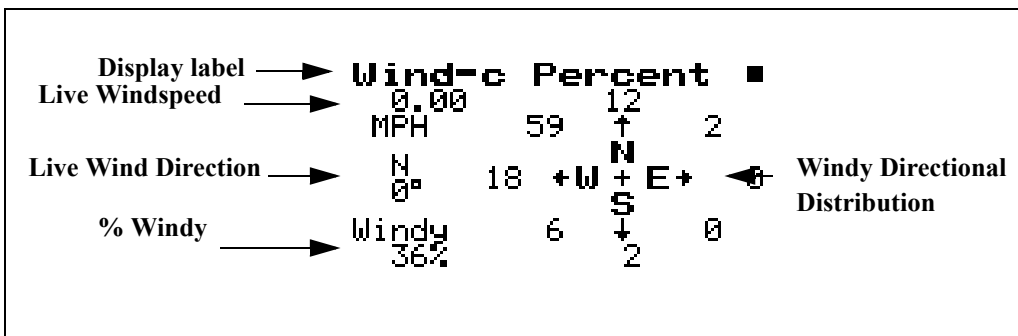 Display label
Wind-c Percent ■
Live Windspeed
0.00
12
MPH
59
↑
2
Live Wind Direction
N
0°
N
18
←W + E→
0
S
Windy Directional
Distribution
% Windy
Windy
36%
6
↓
0
2